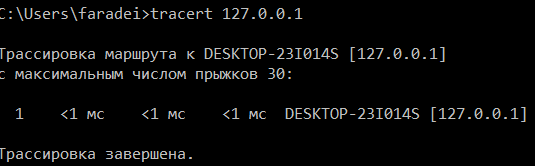 C:\Users\faradei>tracert 127.0.0.1
Трассировка маршрута к DESKTOP-23I014S [127.0.0.1]
с максимальным числом прыжков 30:
1 <1 мс <1 мс <1 мс DESKTOP-23I014S [127.0.0.1]
Трассировка завершена.